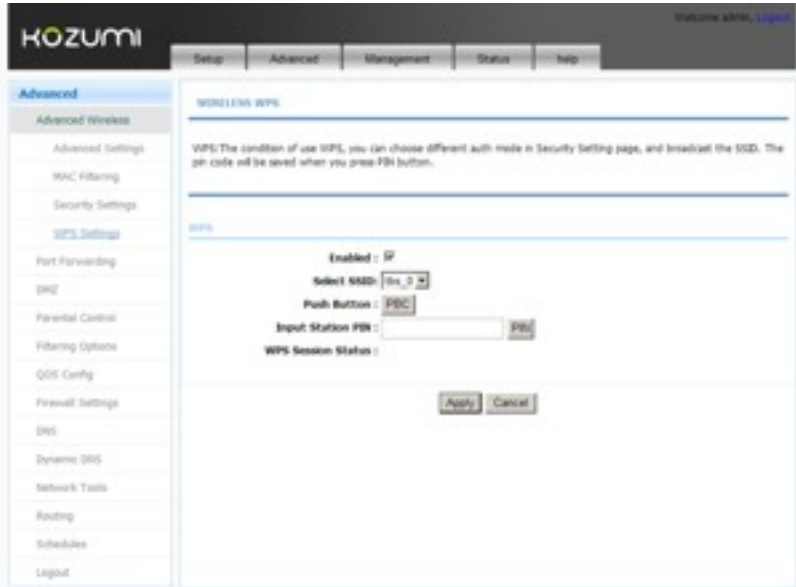 KOZUMI
Welcome admin, Logout
Setup
Advanced
Management
Status
help
Advanced
Advanced Wireless
Advanced Settings
MAC Filtering
Security Settings
WPS Settings
Port Forwarding
DMZ
Parental Control
Filtering Options
QOS Config
Firewall Settings
DNS
Dynamic DNS
Network Tools
Routing
Schedules
Logout
WIRELESS WPS
WPS:The condition of use WPS, you can choose different auth mode in Security Setting page, and broadcast the SSID. The
pin code will be saved when you press PIN button.
WPS
Enabled :
Select SSID:
Push Button : PBC
Input Station PIN : PIN
WPS Session Status :
Apply Cancel